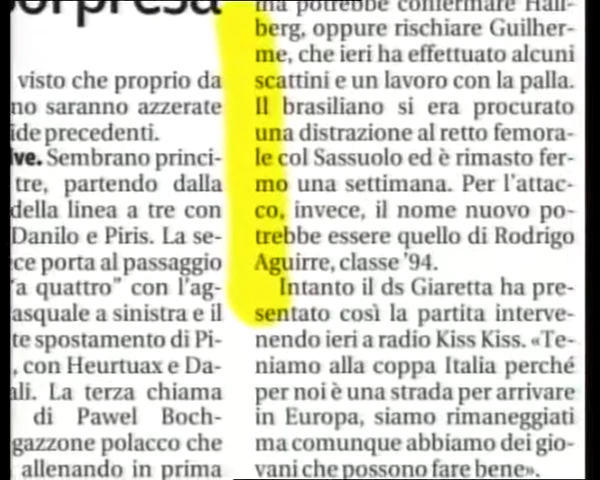 sorpresa
visto che proprio da
no saranno azzerate
ide precedenti.
lve. Sembrano princi-
tre, partendo dalla
della linea a tre con
Danilo e Piris. La se-
ce porta al passaggio
"a quattro" con l'ag-
asquale a sinistra e il
te spostamento di Pi-
, con Heurtuax e Da-
ali. La terza chiama
di Pawel Boch-
gazzone polacco che
allenando in prima
ma potrebbe confermare Hall-
berg, oppure rischiare Guilher-
me, che ieri ha effettuato alcuni
scattini e un lavoro con la palla.
Il brasiliano si era procurato
una distrazione al retto femora-
le col Sassuolo ed è rimasto fer-
mo una settimana. Per l'attac-
co, invece, il nome nuovo po-
trebbe essere quello di Rodrigo
Aguirre, classe '94.
Intanto il ds Giaretta ha pre-
sentato così la partita interve-
nendo ieri a radio Kiss Kiss. «Te-
niamo alla coppa Italia perché
per noi è una strada per arrivare
in Europa, siamo rimaneggiati
ma comunque abbiamo dei gio-
vani che possono fare bene».